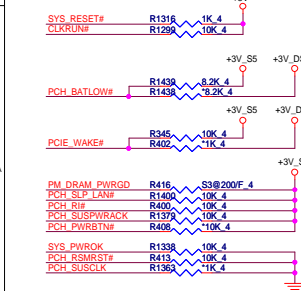 SYS_RESET# R1316 1K_4
CLKRUN# R1299 10K_4
+3V_S5 +3V_D
R1439 8.2K_4
PCH_BATLOW# R1438 *8.2K_4
+3V_S5 +3V_D
R345 10K_4
PCIE_WAKE# R402 *1K_4
+3V_S
PM_DRAM_PWRGD R416 S3@200/F_4
PCH_SLP_LAN# R1400 10K_4
PCH_RI# R400 10K_4
PCH_SUSPWRACK R1379 10K_4
PCH_PWRBTN# R408 *10K_4
SYS_PWROK R1338 10K_4
PCH_RSMRST# R413 10K_4
PCH_SUSCLK R1363 *1K_4